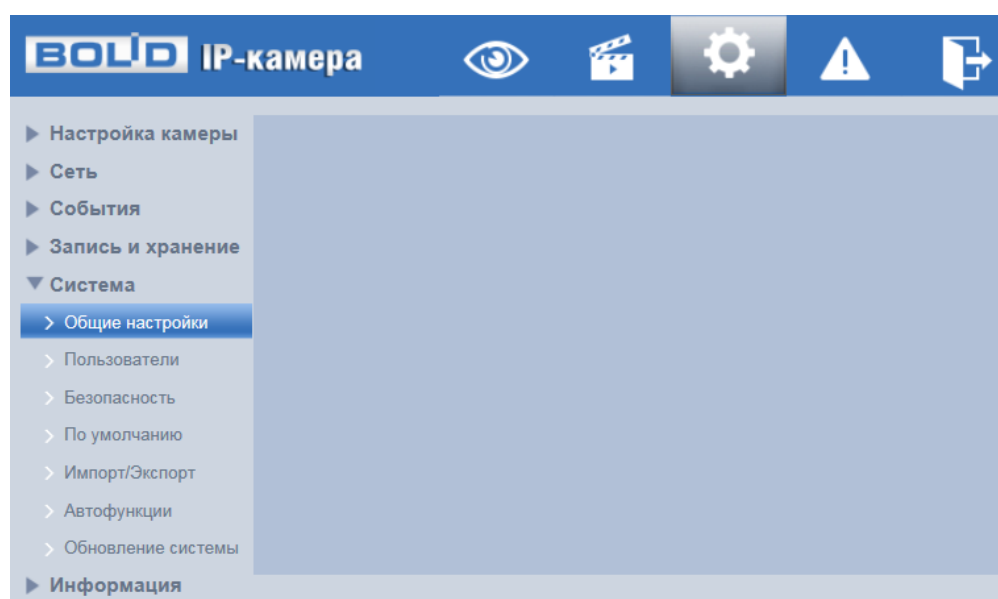 BOLID IP-камера
Настройка камеры
Сеть
События
Запись и хранение
Система
Общие настройки
Пользователи
Безопасность
По умолчанию
Импорт/Экспорт
Автофункции
Обновление системы
Информация